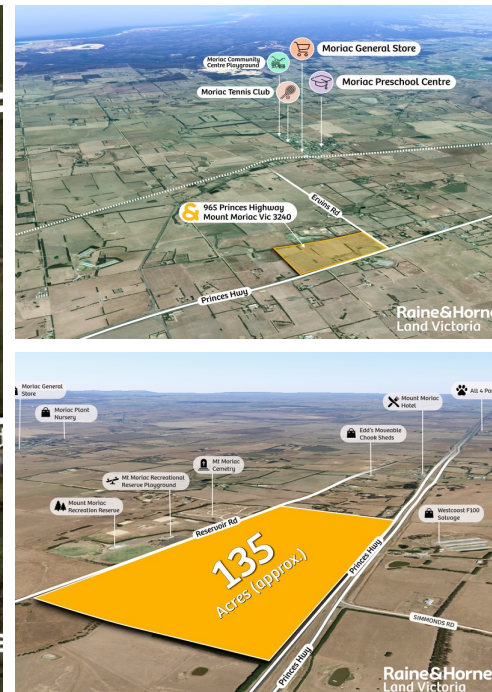 Moriac General Store
Moriac Community
Centre Playground
Moriac Preschool Centre
Moriac Tennis Club
Ervins Rd
&
965 Princes Highway
Mount Moriac Vic 3240
Princes Hwy
Raine&Horne
Land Victoria
Moriac General
Store
Moriac Plant
Nursery
Mount Moriac
Hotel
All 4 Pa
Edd's Moveable
Chook Sheds
Mt Moriac
Cemetry
Mt Moriac Recreational
Reserve Playground
Mount Moriac
Recreation Reserve
Reservoir Rd
Westcoast F100
Salvage
135
Acres (approx.)
Princes Hwy
SIMMONDS RD
Princes Hwy
Raine&Horne
Land Victoria